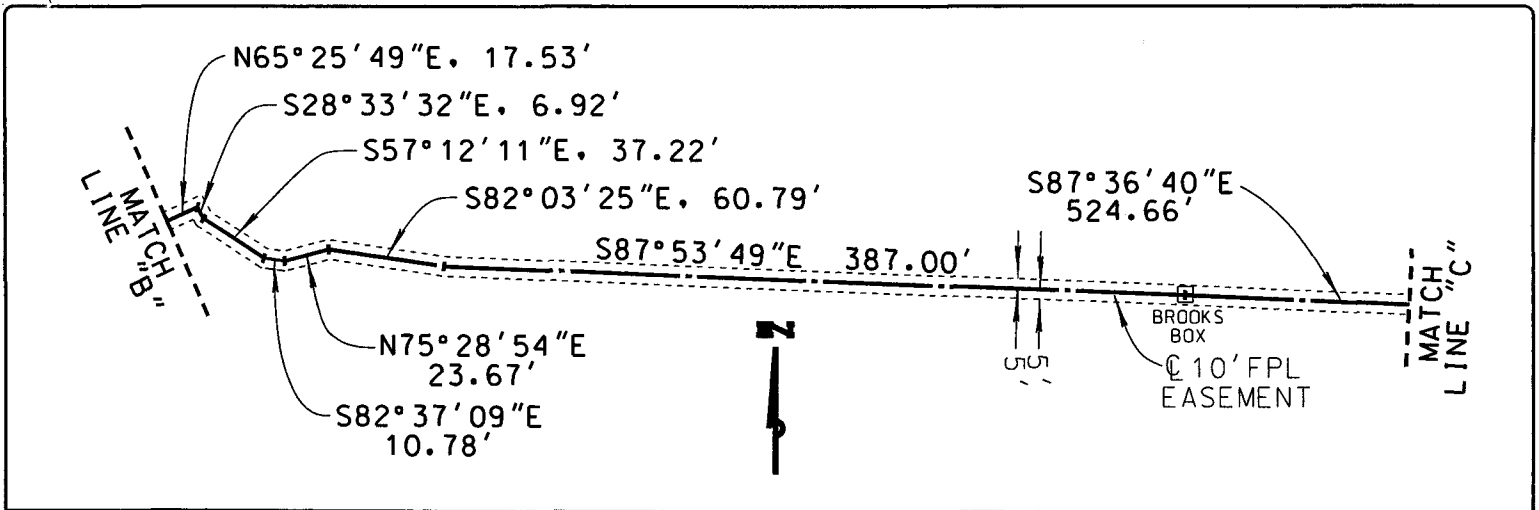 N65°25'49"E, 17.53'
S28°33'32"E, 6.92'
S57°12'11"E, 37.22'
S82°03'25"E, 60.79'
S87°36'40"E
524.66'
S87°53'49"E 387.00'
MATCH
LINE "B"
N75°28'54"E
23.67'
S82°37'09"E
10.78'
N
5'
5'
BROOKS
BOX
℄ 10' FPL
EASEMENT
MATCH
LINE "C"